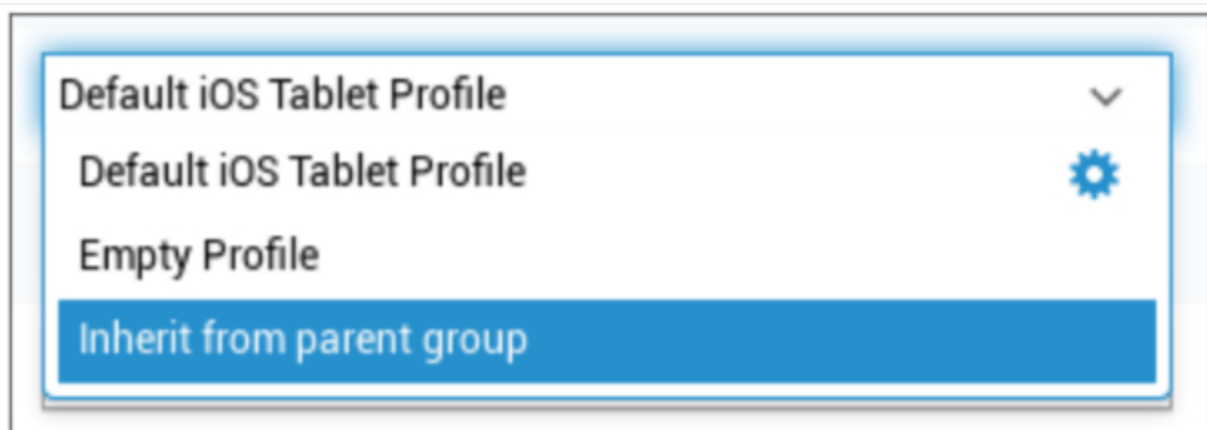 Default iOS Tablet Profile
Default iOS Tablet Profile
Empty Profile
Inherit from parent group